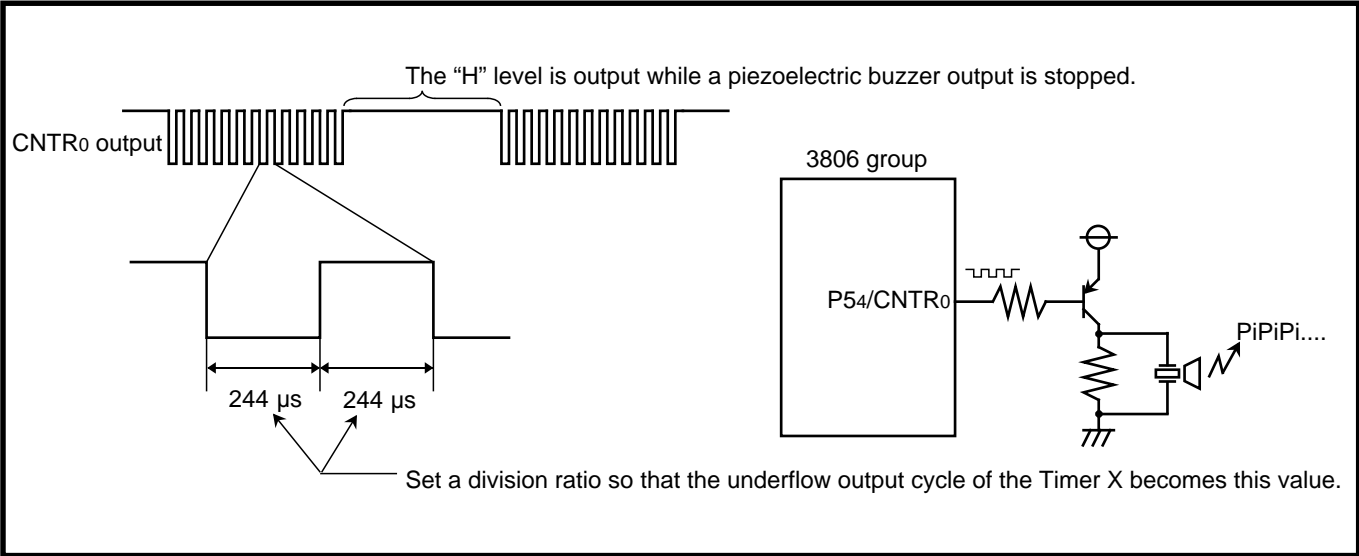 The “H” level is output while a piezoelectric buzzer output is stopped.
CNTR0 output
3806 group
P54/CNTR0
PiPiPi....
244 µs 244 µs
Set a division ratio so that the underflow output cycle of the Timer X becomes this value.